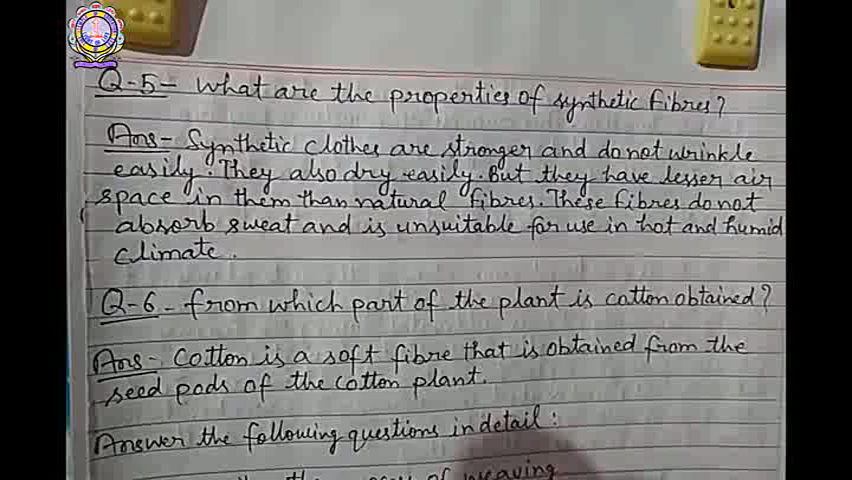 Q-5- What are the properties of synthetic fibres?
Ans- Synthetic clothes are stronger and do not wrinkle
easily. They also dry easily. But they have lesser air
space in them than natural fibres. These fibres do not
absorb sweat and is unsuitable for use in hot and humid
climate.
Q-6- From which part of the plant is cotton obtained?
Ans- Cotton is a soft fibre that is obtained from the
seed pods of the cotton plant.
Answer the following questions in detail:
of weaving